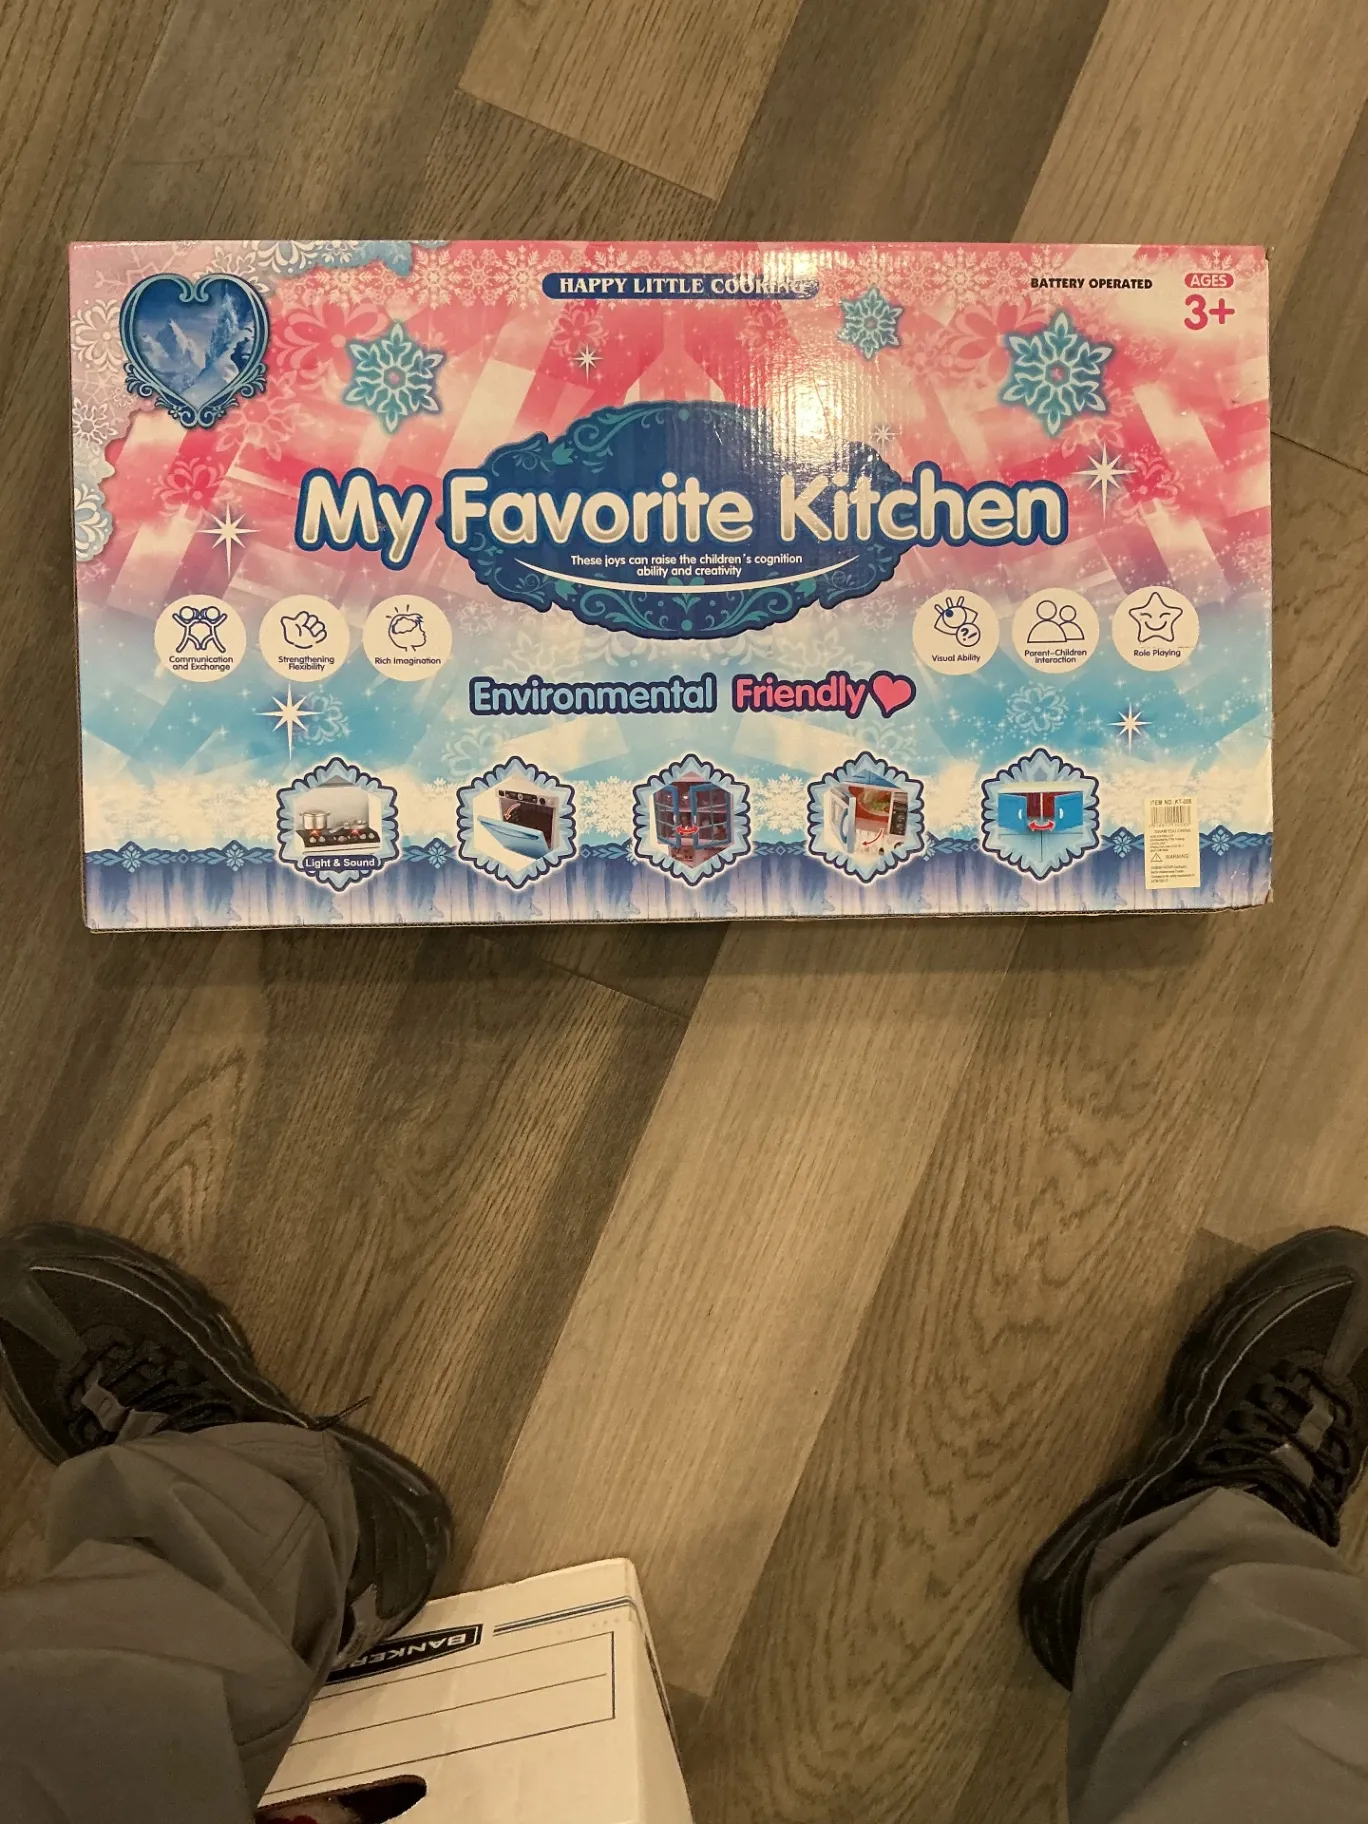 HAPPY LITTLE COOKING
BATTERY OPERATED
AGES
3+
My Favorite Kitchen
These joys can raise the children's cognition
ability and creativity
Communication
and Exchange
Strengthening
Flexibility
Rich Imagination
Visual Ability
Parent-Children
Interaction
Role Playing
Environmental Friendly
Light & Sound
ITEM NO.
WARNING
BANKERS